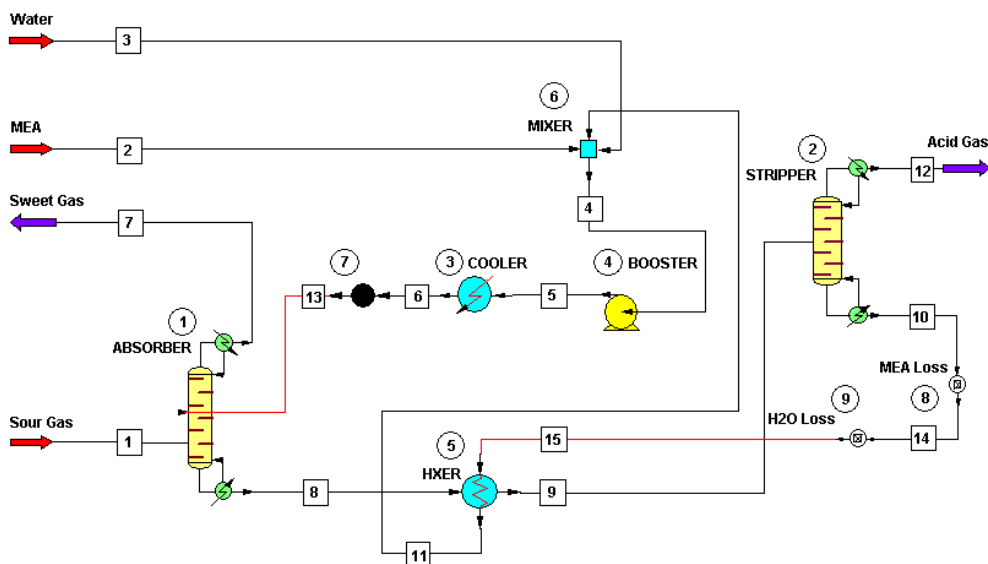 Water
3
6
MIXER
MEA
2
2
STRIPPER
Acid Gas
12
Sweet Gas
7
4
7
3
COOLER
4
BOOSTER
13
6
5
1
ABSORBER
10
MEA Loss
9
8
H2O Loss
Sour Gas
1
5
HXER
15
14
8
9
11